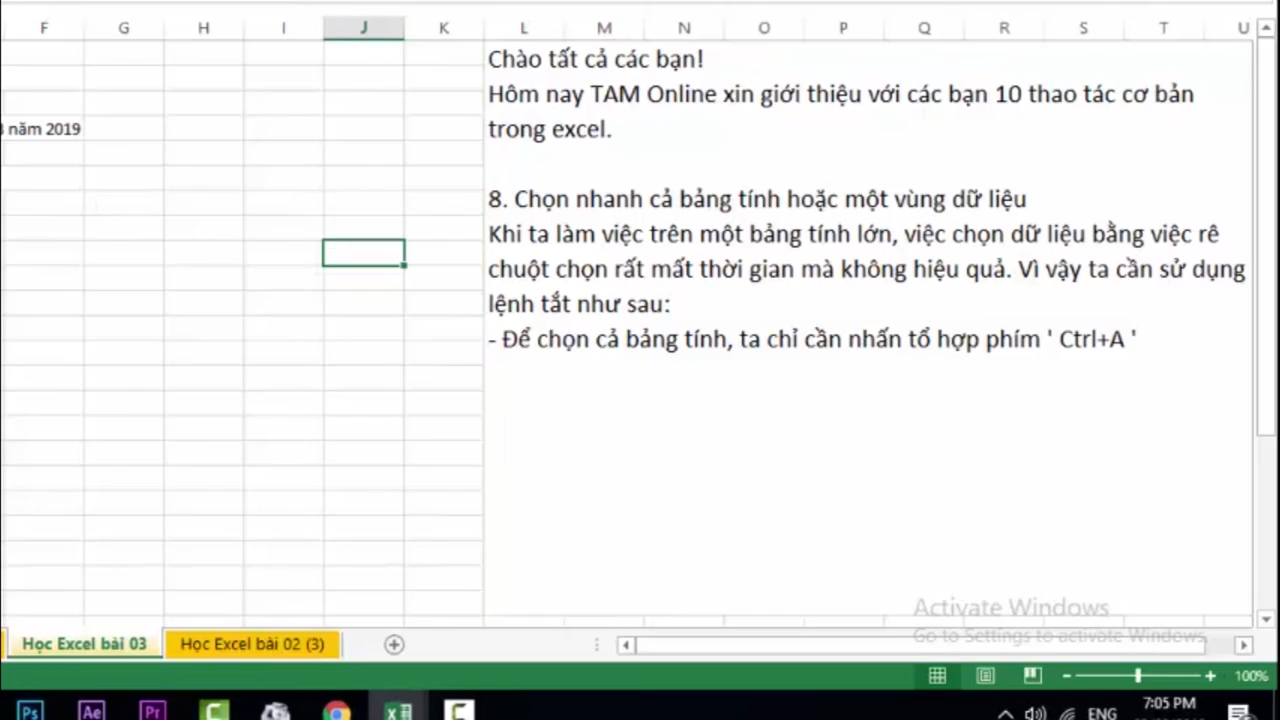 F G H I J K L M N O P Q R S T U
Chào tất cả các bạn!
Hôm nay TAM Online xin giới thiệu với các bạn 10 thao tác cơ bản
trong excel.
năm 2019
8. Chọn nhanh cả bảng tính hoặc một vùng dữ liệu
Khi ta làm việc trên một bảng tính lớn, việc chọn dữ liệu bằng việc rê
chuột chọn rất mất thời gian mà không hiệu quả. Vì vậy ta cần sử dụng
lệnh tắt như sau:
- Để chọn cả bảng tính, ta chỉ cần nhấn tổ hợp phím ' Ctrl+A '
Activate Windows
Go to Settings to activate Windows.
Học Excel bài 03 Học Excel bài 02 (3)
100%
Ps Ae Pr ENG 7:05 PM